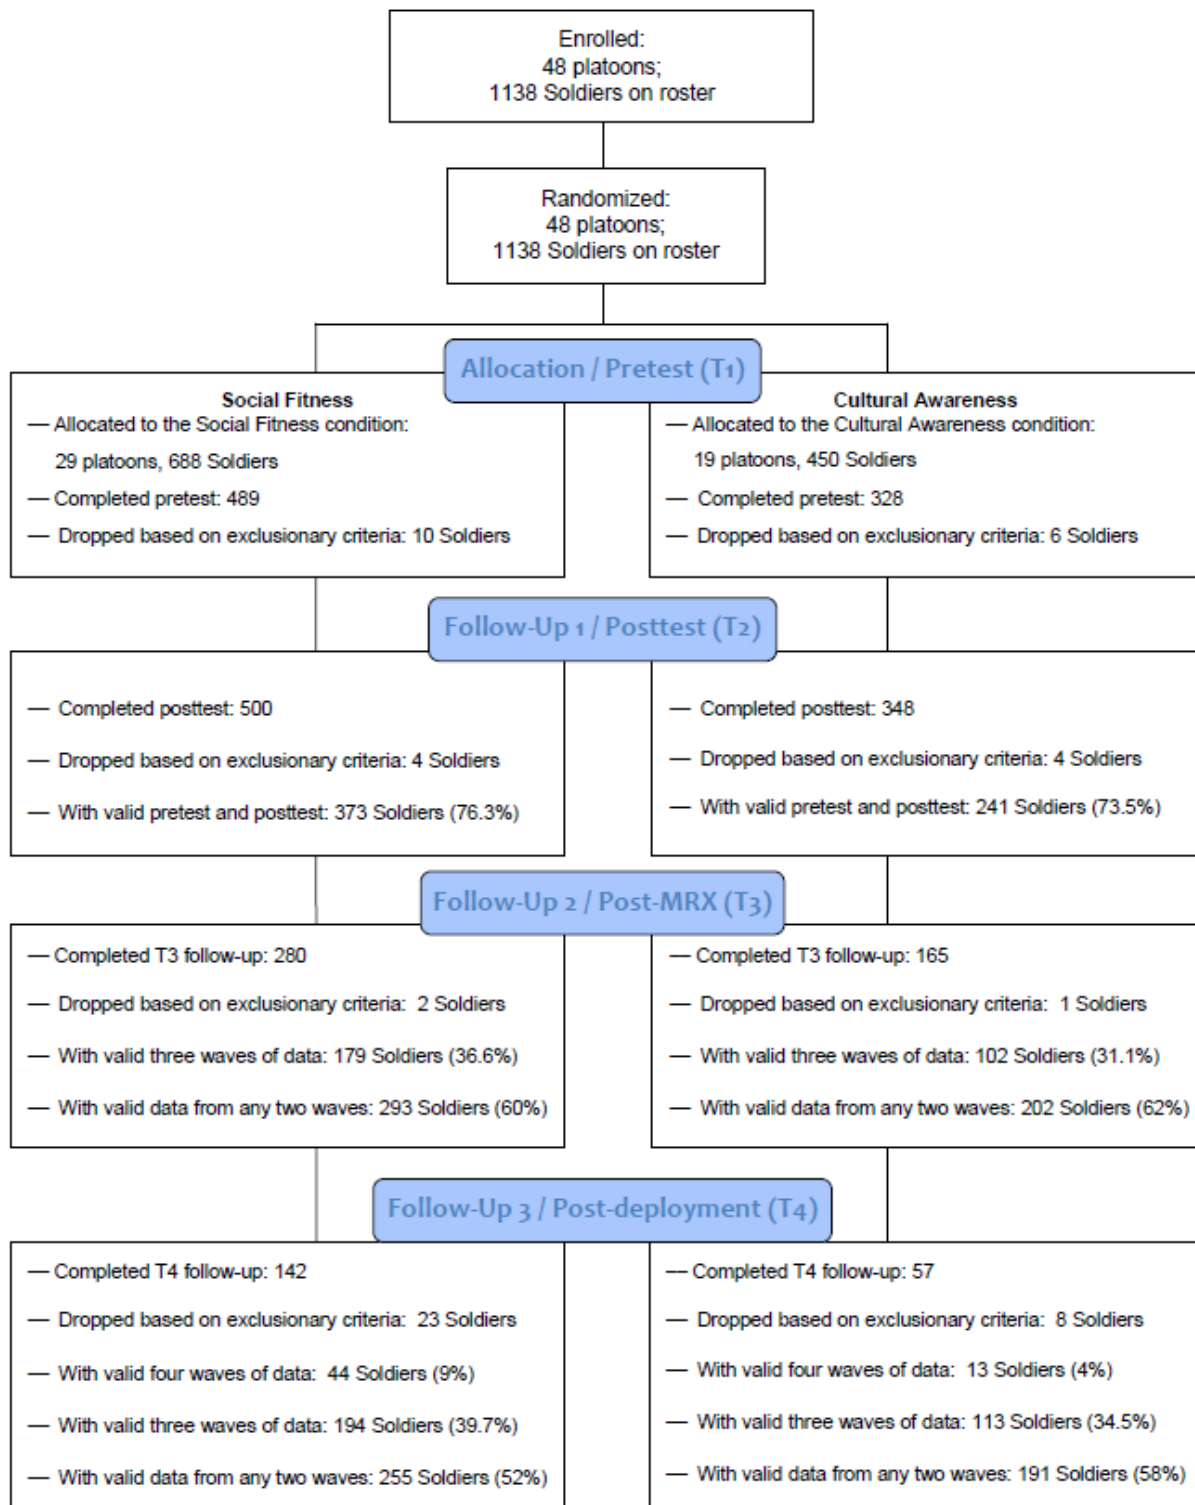 Enrolled:
48 platoons;
1138 Soldiers on roster
Randomized:
48 platoons;
1138 Soldiers on roster
Allocation / Pretest (T1)
Social Fitness
— Allocated to the Social Fitness condition:
29 platoons, 688 Soldiers
— Completed pretest: 489
— Dropped based on exclusionary criteria: 10 Soldiers
Cultural Awareness
— Allocated to the Cultural Awareness condition:
19 platoons, 450 Soldiers
— Completed pretest: 328
— Dropped based on exclusionary criteria: 6 Soldiers
Follow-Up 1 / Posttest (T2)
— Completed posttest: 500
— Dropped based on exclusionary criteria: 4 Soldiers
— With valid pretest and posttest: 373 Soldiers (76.3%)
— Completed posttest: 348
— Dropped based on exclusionary criteria: 4 Soldiers
— With valid pretest and posttest: 241 Soldiers (73.5%)
Follow-Up 2 / Post-MRX (T3)
— Completed T3 follow-up: 280
— Dropped based on exclusionary criteria: 2 Soldiers
— With valid three waves of data: 179 Soldiers (36.6%)
— With valid data from any two waves: 293 Soldiers (60%)
— Completed T3 follow-up: 165
— Dropped based on exclusionary criteria: 1 Soldiers
— With valid three waves of data: 102 Soldiers (31.1%)
— With valid data from any two waves: 202 Soldiers (62%)
Follow-Up 3 / Post-deployment (T4)
— Completed T4 follow-up: 142
— Dropped based on exclusionary criteria: 23 Soldiers
— With valid four waves of data: 44 Soldiers (9%)
— With valid three waves of data: 194 Soldiers (39.7%)
— With valid data from any two waves: 255 Soldiers (52%)
— Completed T4 follow-up: 57
— Dropped based on exclusionary criteria: 8 Soldiers
— With valid four waves of data: 13 Soldiers (4%)
— With valid three waves of data: 113 Soldiers (34.5%)
— With valid data from any two waves: 191 Soldiers (58%)